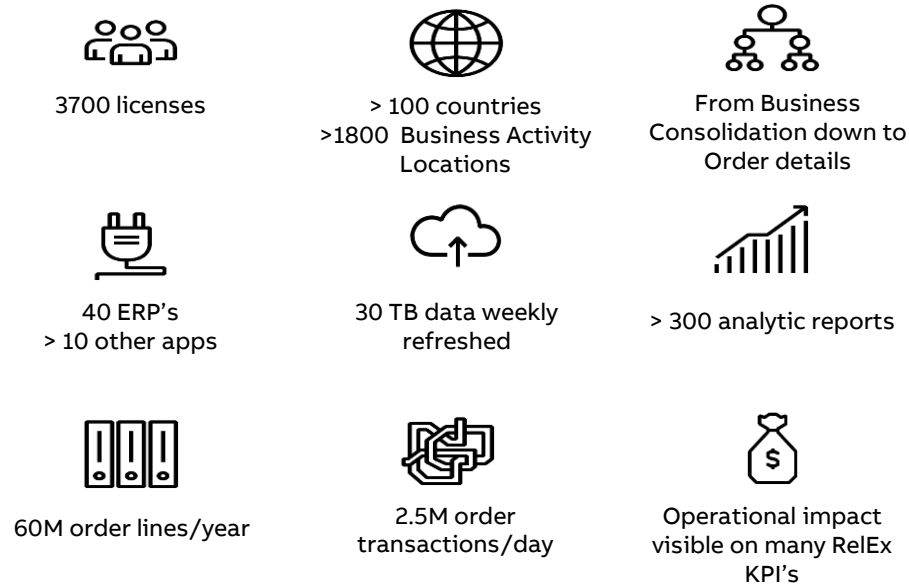 3700 licenses
> 100 countries
>1800 Business Activity
Locations
From Business
Consolidation down to
Order details
40 ERP's
> 10 other apps
30 TB data weekly
refreshed
> 300 analytic reports
60M order lines/year
2.5M order
transactions/day
$
Operational impact
visible on many RelEx
KPI's